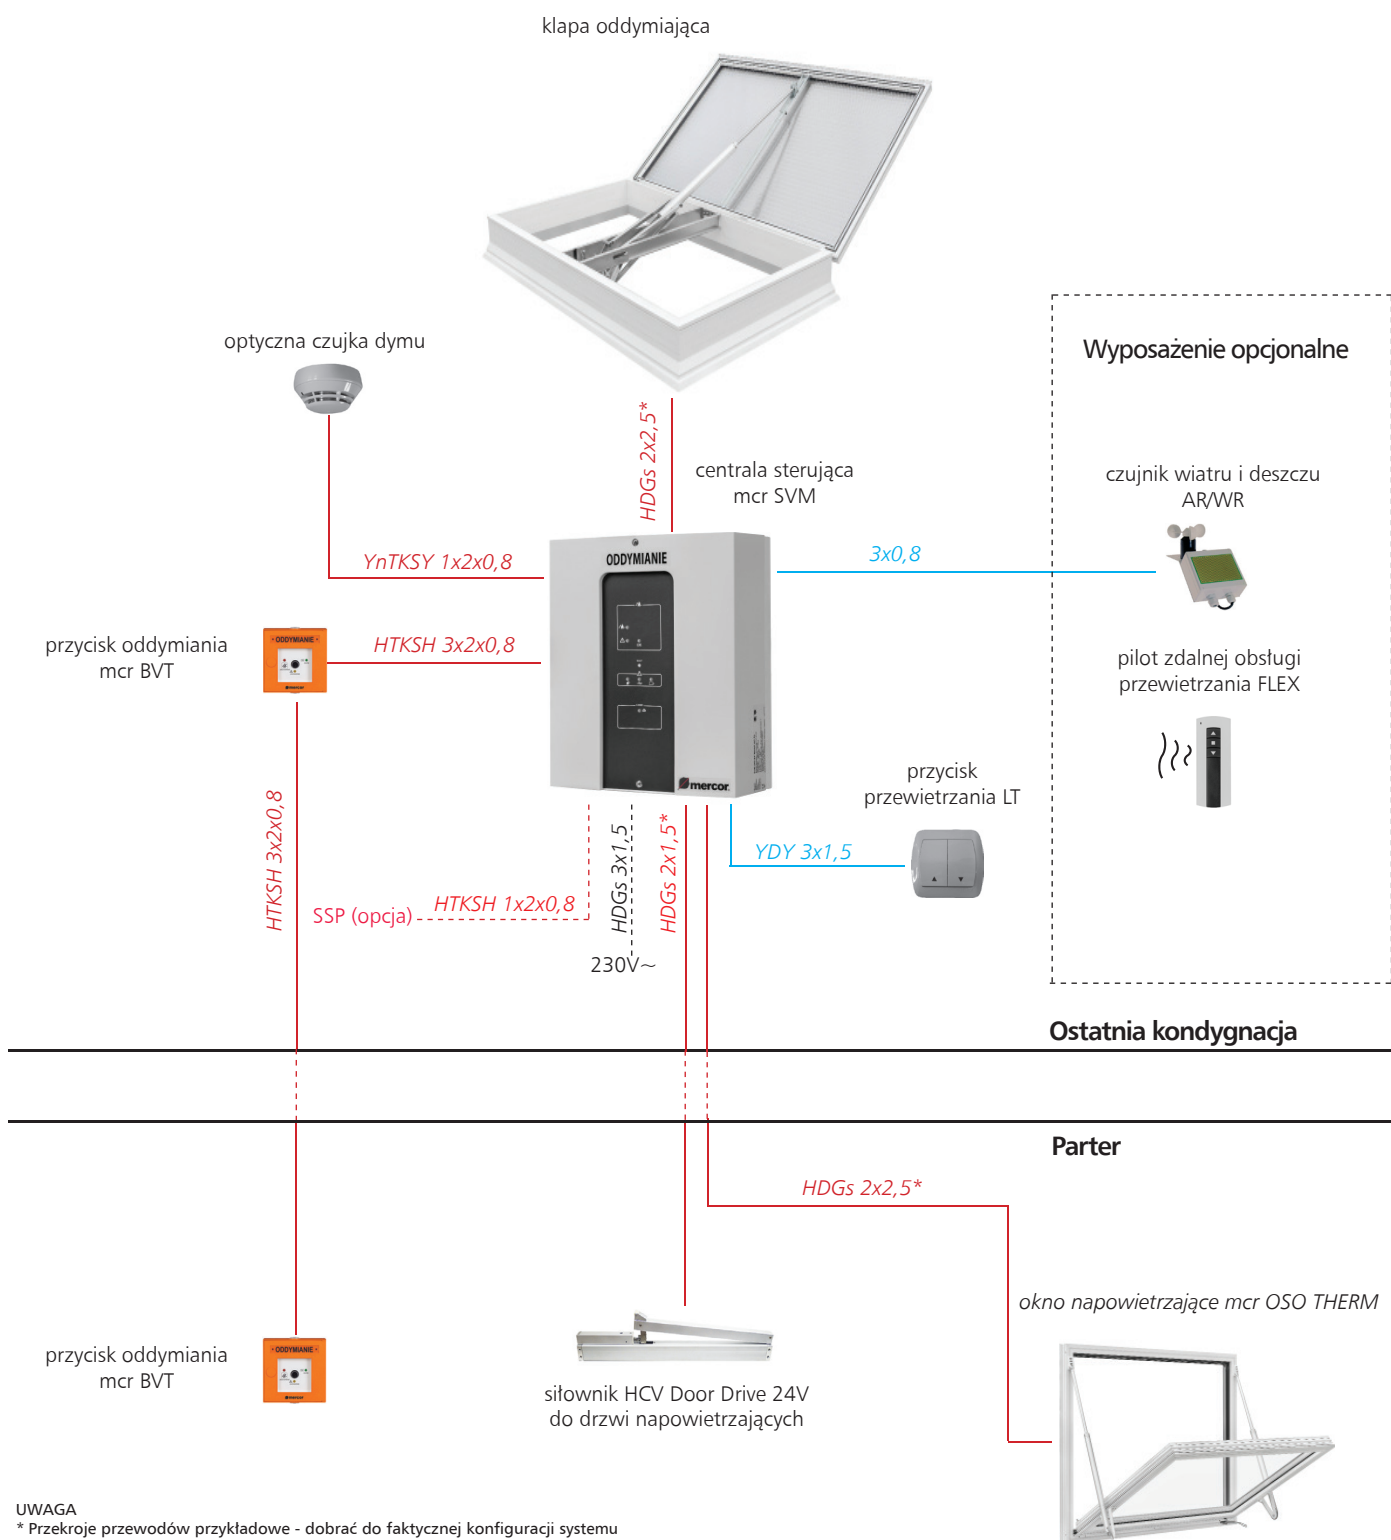 klapa oddymiająca
optyczna czujka dymu
Wyposażenie opcjonalne
HDGs 2x2,5*
centrala sterująca
mcr SVM
czujnik wiatru i deszczu
AR/WR
ODDYMIANIE
YnTKSY 1x2x0,8
3x0,8
przycisk oddymiania
mcr BVT
ODDYMIANIE
mercor
HTKSH 3x2x0,8
pilot zdalnej obsługi
przewietrzania FLEX
mercor
przycisk
przewietrzania LT
HTKSH 3x2x0,8
HDGs 3x1,5
HDGs 2x1,5*
YDY 3x1,5
SSP (opcja)
HTKSH 1x2x0,8
230V~
Ostatnia kondygnacja
Parter
HDGs 2x2,5*
okno napowietrzające mcr OSO THERM
przycisk oddymiania
mcr BVT
ODDYMIANIE
mercor
siłownik HCV Door Drive 24V
do drzwi napowietrzających
UWAGA
* Przekroje przewodów przykładowe - dobrać do faktycznej konfiguracji systemu